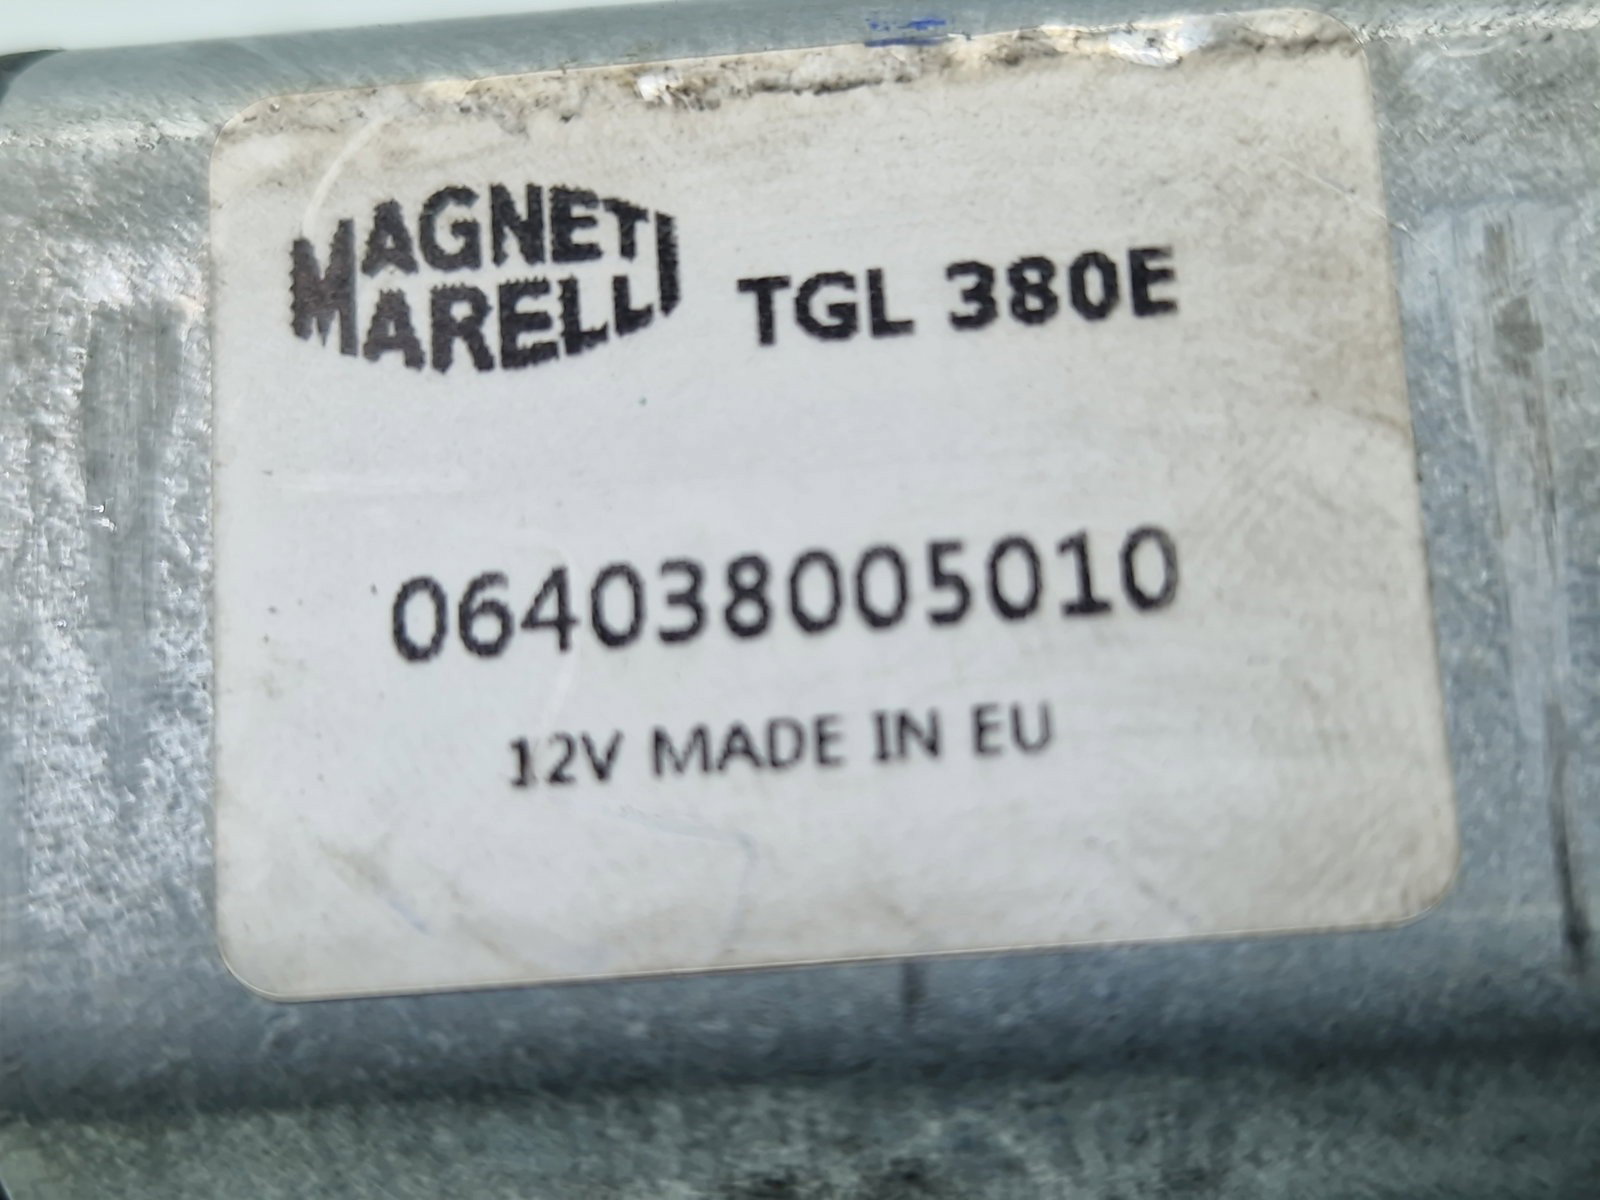 MAGNETI
MARELLI
TGL 380E
064038005010
12V MADE IN EU